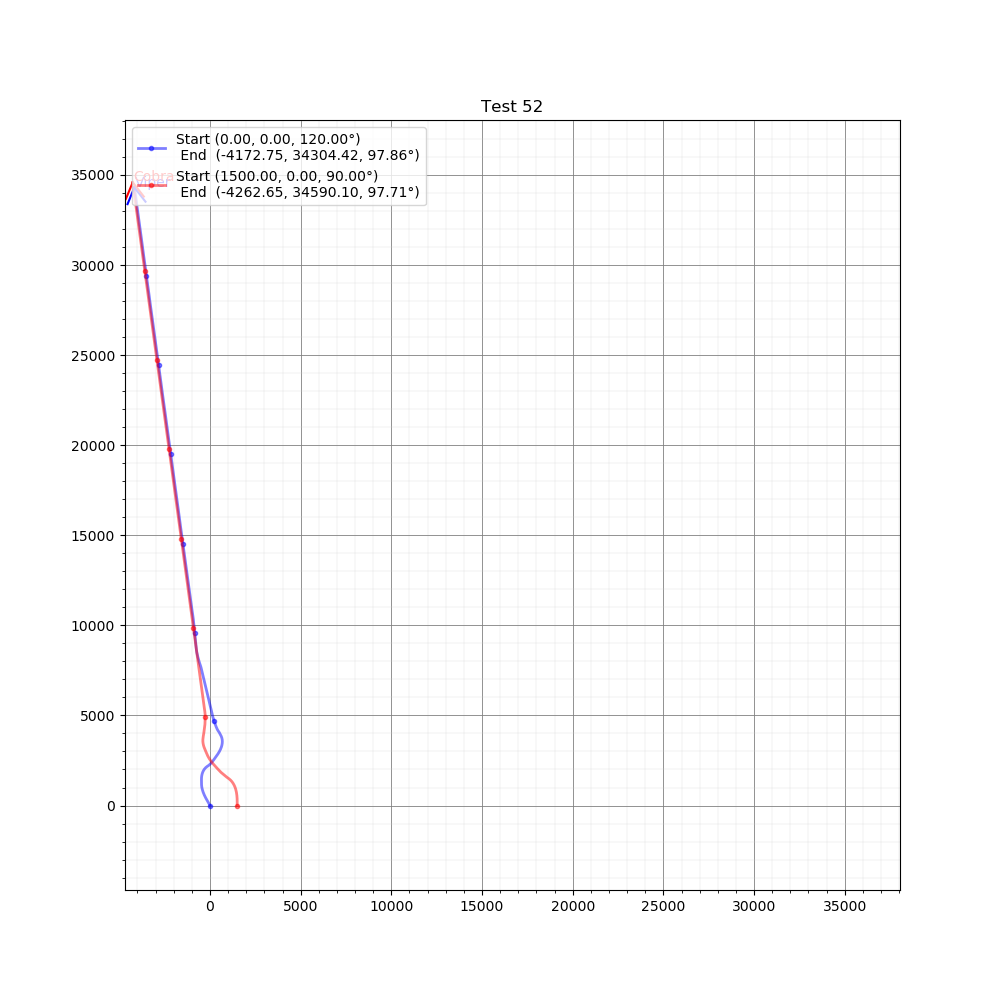 Test 52
Start (0.00, 0.00, 120.00°)
End (-4172.75, 34304.42, 97.86°)
Start (1500.00, 0.00, 90.00°)
End (-4262.65, 34590.10, 97.71°)
Cobra
35000
30000
25000
20000
15000
10000
5000
0
0 5000 10000 15000 20000 25000 30000 35000